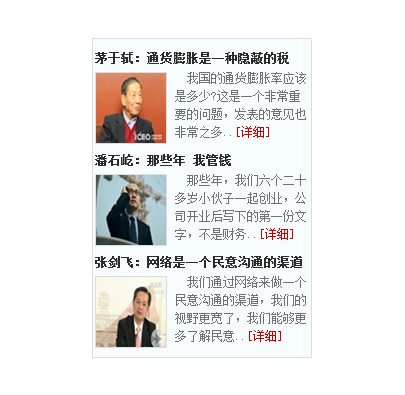 茅于轼：通货膨胀是一种隐蔽的税
我国的通货膨胀率应该
是多少?这是一个非常重
要的问题，发表的意见也
非常之多..[详细]
iCEO
潘石屹：那些年 我管钱
那些年，我们六个二十
多岁小伙子一起创业，公
司开业后写下的第一份文
字，不是财务..[详细]
张剑飞：网络是一个民意沟通的渠道
我们通过网络来做一个
民意沟通的渠道，我们的
视野更宽了，我们能够更
多了解民意..[详细]